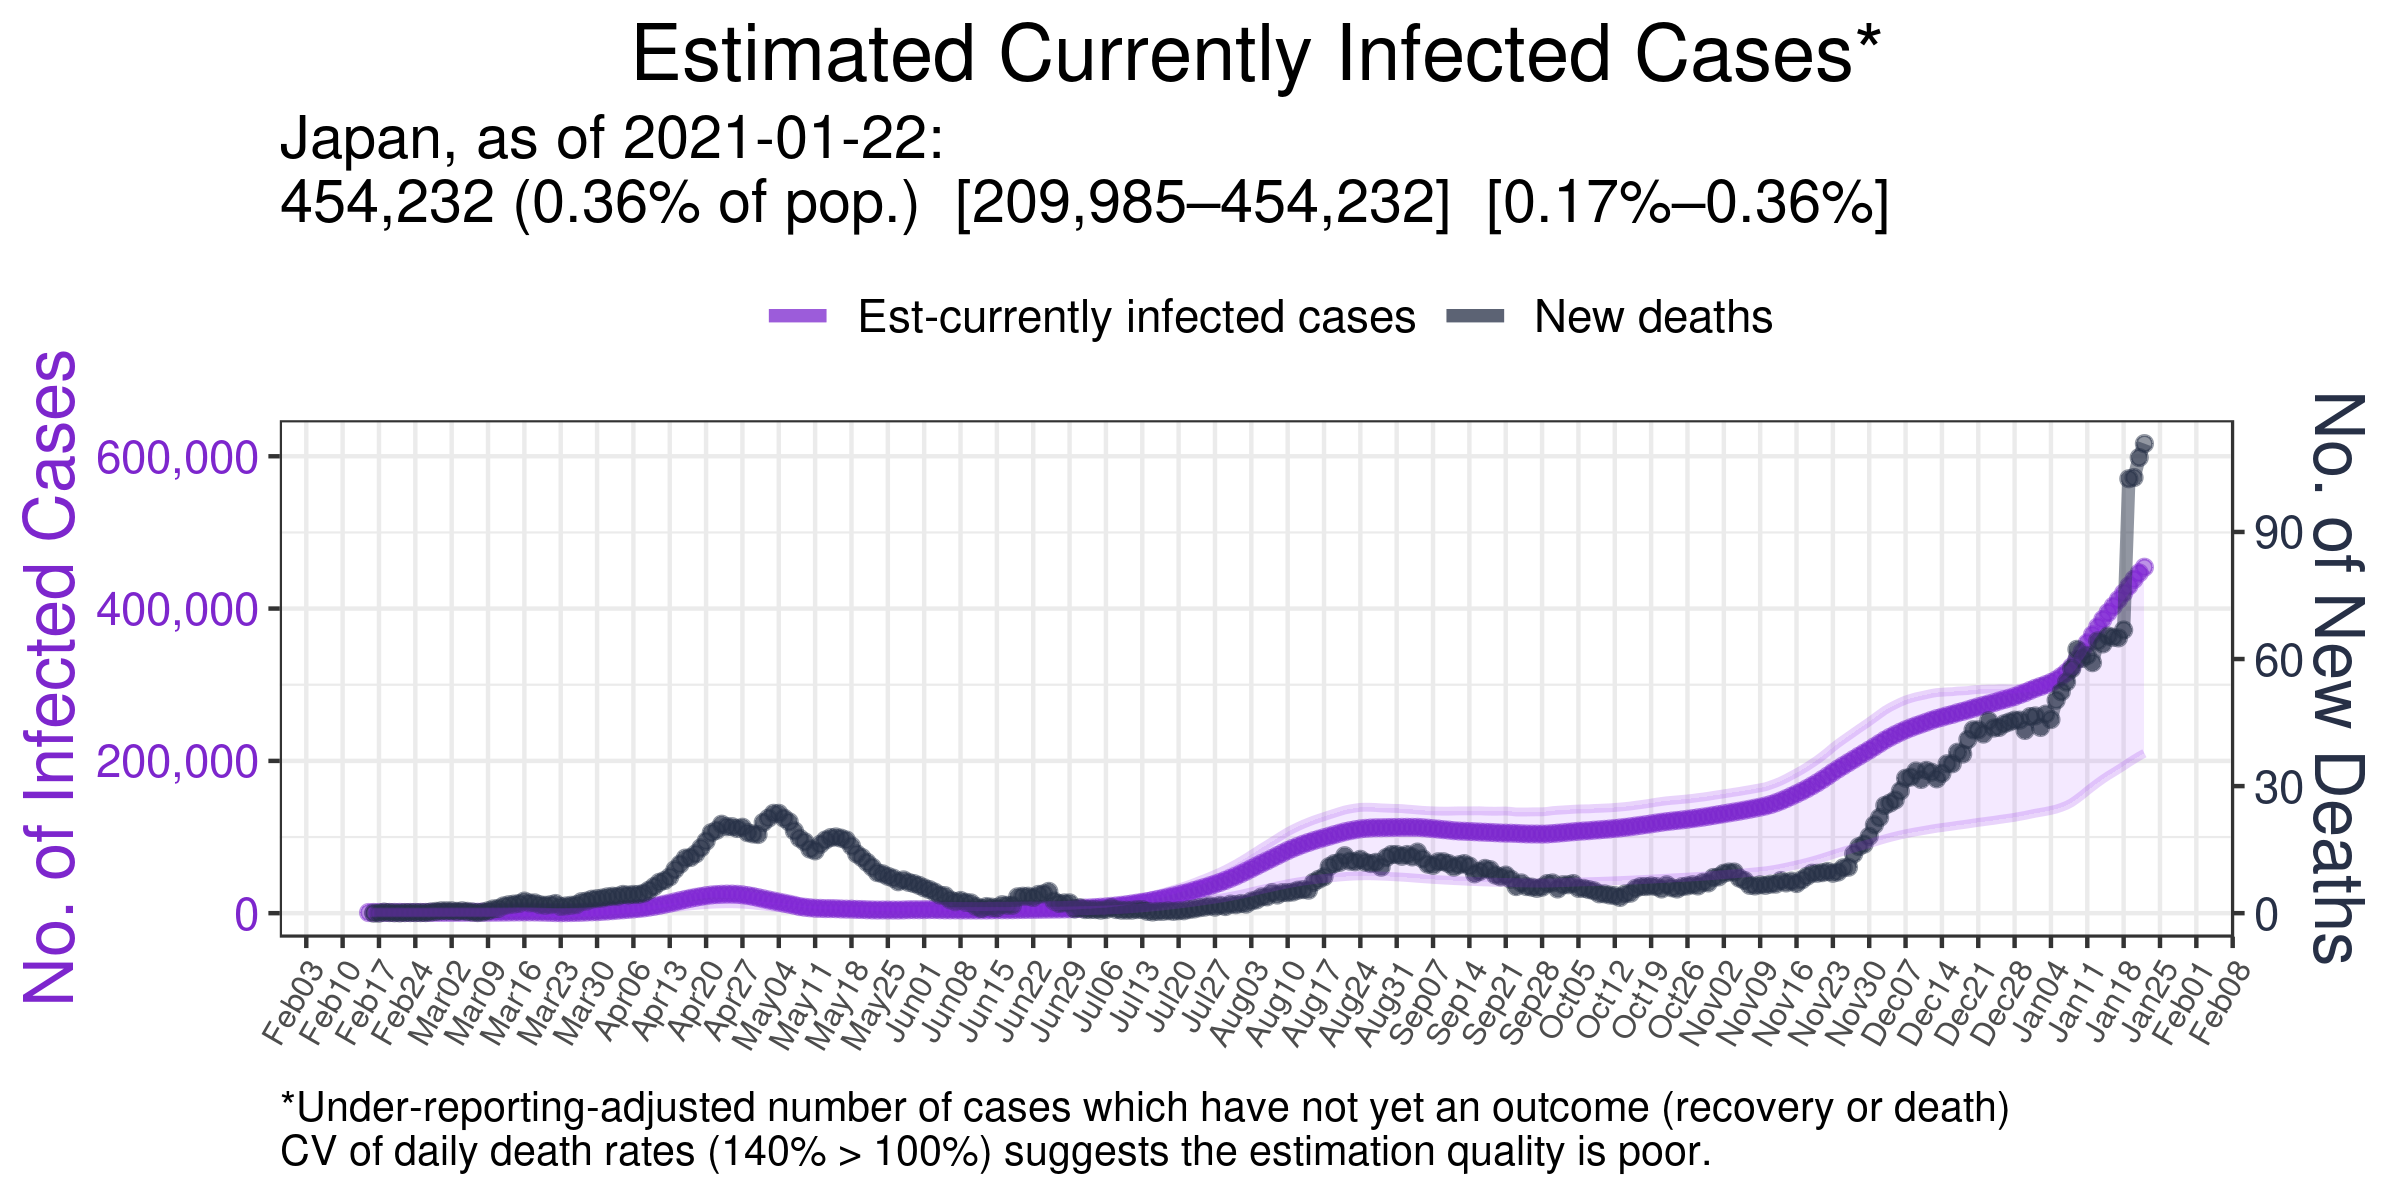 Estimated Currently Infected Cases*
Japan, as of 2021-01-22:
454,232 (0.36% of pop.) [209,985–454,232] [0.17%–0.36%]
Est-currently infected cases New deaths
No. of Infected Cases
600,000
400,000
200,000
0
90
60
30
0
No. of New Deaths
Feb03 Feb10 Feb17 Feb24 Mar02 Mar09 Mar16 Mar23 Mar30 Apr06 Apr13 Apr20 Apr27 May04 May11 May18 May25 Jun01 Jun08 Jun15 Jun22 Jun29 Jul06 Jul13 Jul20 Jul27 Aug03 Aug10 Aug17 Aug24 Aug31 Sep07 Sep14 Sep21 Sep28 Oct05 Oct12 Oct19 Oct26 Nov02 Nov09 Nov16 Nov23 Nov30 Dec07 Dec14 Dec21 Dec28 Jan04 Jan11 Jan18 Jan25 Feb01 Feb08
*Under-reporting-adjusted number of cases which have not yet an outcome (recovery or death)
CV of daily death rates (140% > 100%) suggests the estimation quality is poor.